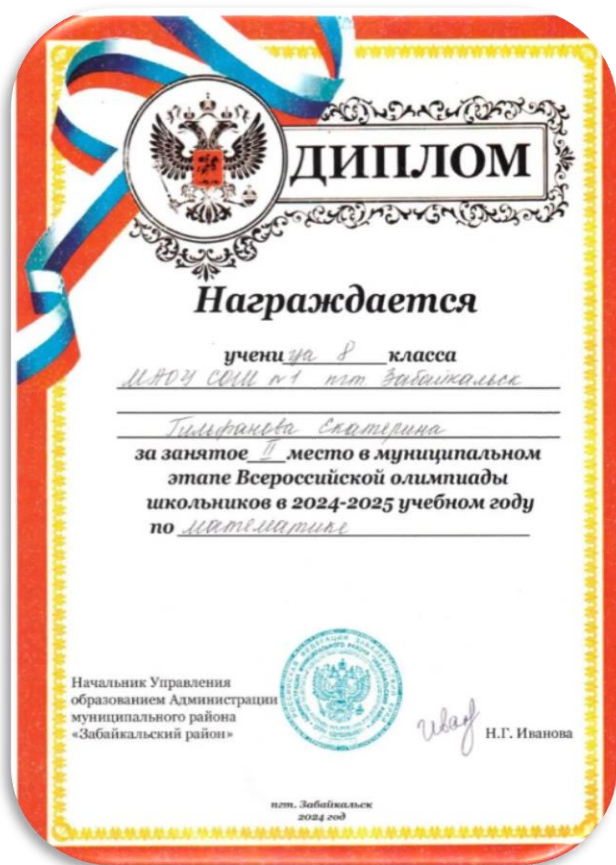 ДИПЛОМ
Награждается
ученица 8 класса
МАОУ СОШ №1 пгт. Забайкальск
Гильфанова Екатерина
за занятое II место в муниципальном
этапе Всероссийской олимпиады
школьников в 2024-2025 учебном году
по математике
Начальник Управления
образованием Администрации
муниципального района
«Забайкальский район»
Н.Г. Иванова
пгт. Забайкальск
2024 год